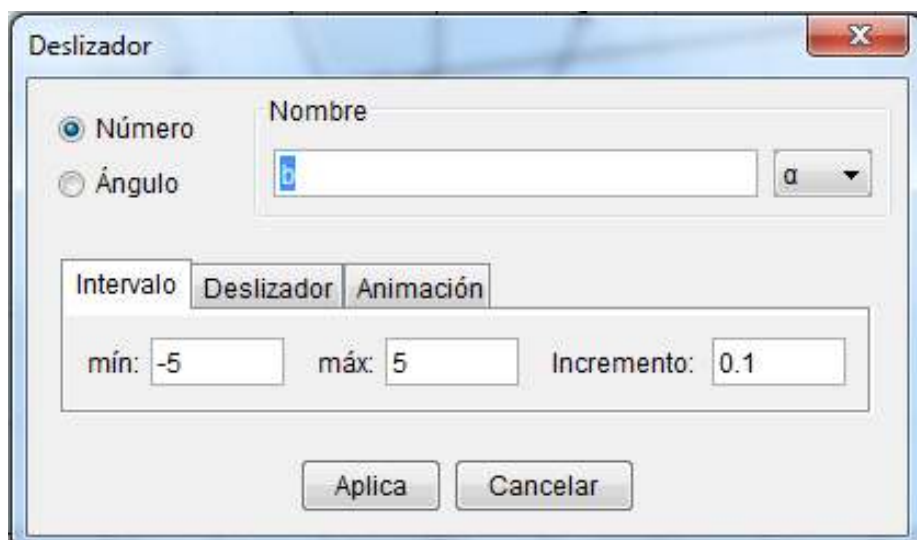 Deslizador
Número
Ángulo
Nombre
b
α
Intervalo Deslizador Animación
mín: -5 máx: 5 Incremento: 0.1
Aplica Cancelar